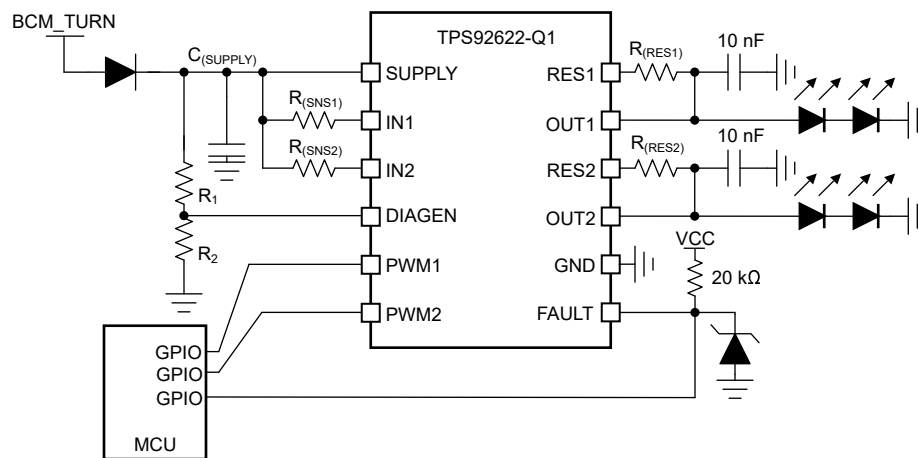 BCM_TURN
TPS92622-Q1
C(SUPPLY)
SUPPLY
RES1
R(RES1)
10 nF
R(SNS1)
IN1
OUT1
R(SNS2)
IN2
RES2
R(RES2)
10 nF
R1
DIAGEN
OUT2
R2
VCC
PWM1
GND
20 kΩ
PWM2
FAULT
GPIO
GPIO
GPIO
MCU